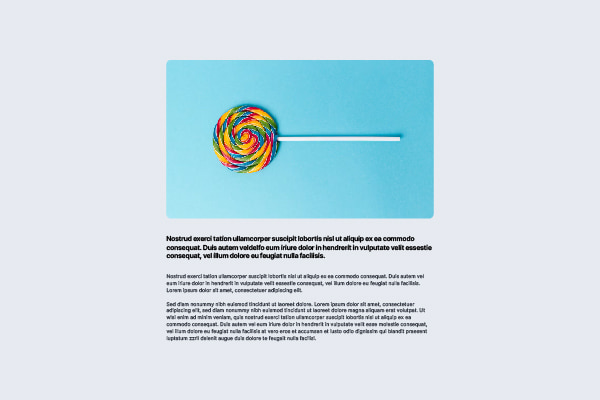 Nostrud exerci tation ullamcorper suscipit lobortis nisl ut aliquip ex ea commodo
consequat. Duis autem veldelfo eum iriure dolor in hendrerit in vulputate velit essestie
consequat, vel illum dolore eu feugiat nulla facilisis.
Nostrud exerci tation ullamcorper suscipit lobortis nisl ut aliquip ex ea commodo consequat. Duis autem vel
eum iriure dolor in hendrerit in vulputate velit esse consequat, vel illum dolore eu feugiat nulla facilisis.
Lorem ipsum dolor sit amet, consectetuer adipiscing elit.
Sed diam nonummy nibh euismod tincidunt ut laoreet dolore. Lorem ipsum dolor sit amet, consectetuer
adipiscing elit, sed diam nonummy nibh euismod tincidunt ut laoreet dolore magna aliquam erat volutpat. Ut
wisi enim ad minim veniam, quis nostrud exerci tation ullamcorper suscipit lobortis nisl ut aliquip ex ea
commodo consequat. Duis autem vel eum iriure dolor in hendrerit in vulputate velit esse molestie consequat,
vel illum dolore eu feugiat nulla facilisis at vero eros et accumsan et iusto odio dignissim qui blandit praesent
luptatum zzril delenit augue duis dolore te feugait nulla facilisi.